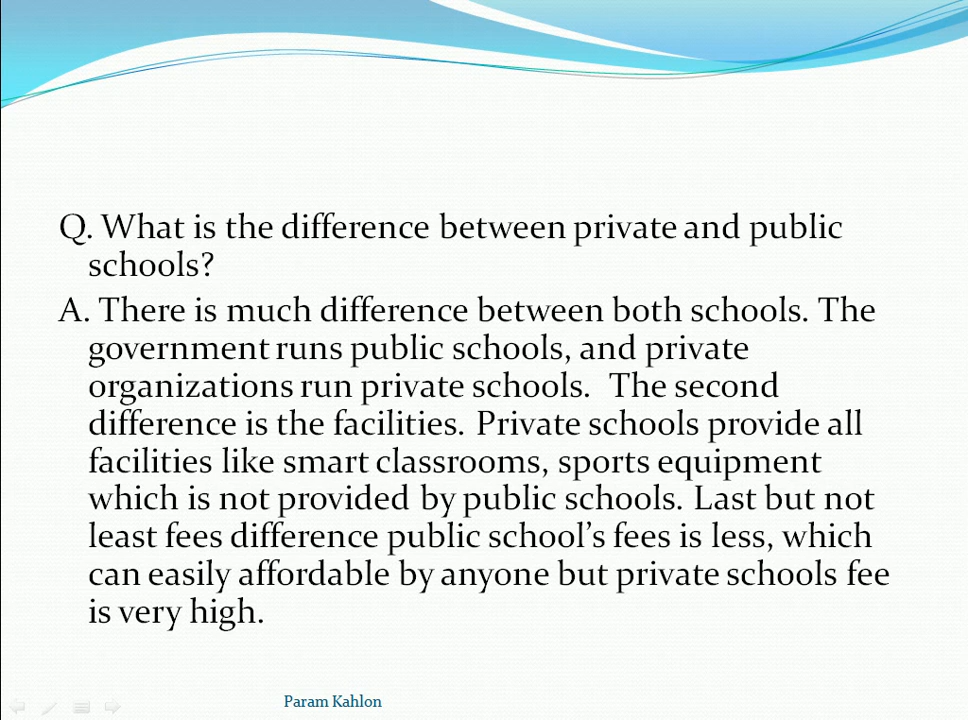 Q. What is the difference between private and public
schools?
A. There is much difference between both schools. The
government runs public schools, and private
organizations run private schools.  The second
difference is the facilities. Private schools provide all
facilities like smart classrooms, sports equipment
which is not provided by public schools. Last but not
least fees difference public school’s fees is less, which
can easily affordable by anyone but private schools fee
is very high.
Param Kahlon